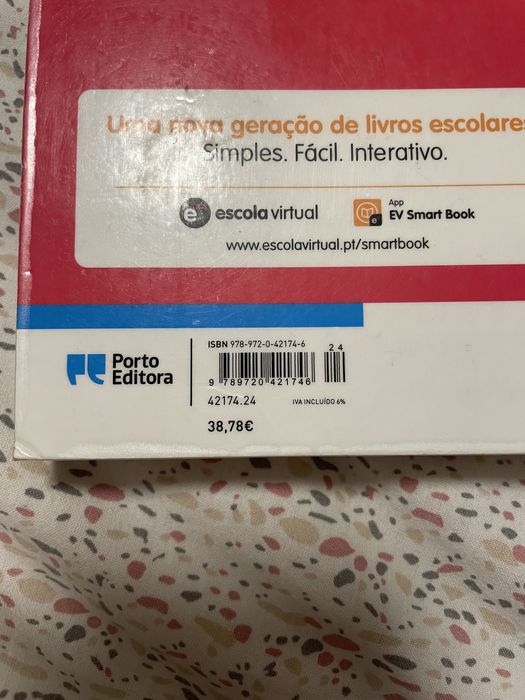 Uma nova geração de livros escolares
Simples. Fácil. Interativo.
e escola virtual
App
EV Smart Book
www.escolavirtual.pt/smartbook
Porto
Editora
ISBN 978-972-0-42174-6
24
9 789720 421746
42174.24
IVA INCLUÍDO 6%
38,78€